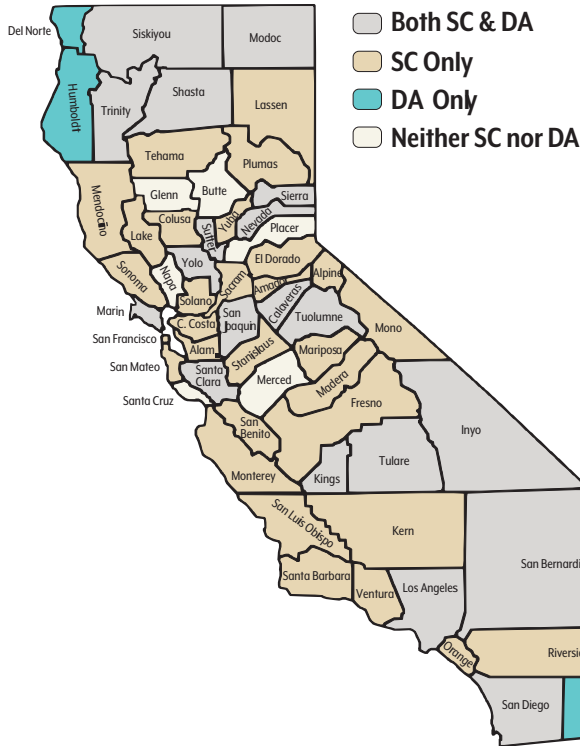 Both SC & DA
SC Only
DA Only
Neither SC nor DA
Del Norte
Siskiyou
Modoc
Humboldt
Trinity
Shasta
Lassen
Tehama
Plumas
Mendocino
Glenn
Butte
Sierra
Colusa
Yuba
Nevada
Lake
Sutter
Placer
Sonoma
Napa
Yolo
El Dorado
Sacram
Solano
Amador
Alpine
Marin
Calaveras
C. Costa
San
Joaquin
Tuolumne
Mono
San Francisco
Alam.
Stanislaus
Mariposa
San Mateo
Santa
Clara
Merced
Madera
Santa Cruz
Fresno
San
Benito
Inyo
Monterey
Kings
Tulare
San Luis Obispo
Kern
San Bernardi
Santa Barbara
Ventura
Los Angeles
Orange
Riversi
San Diego